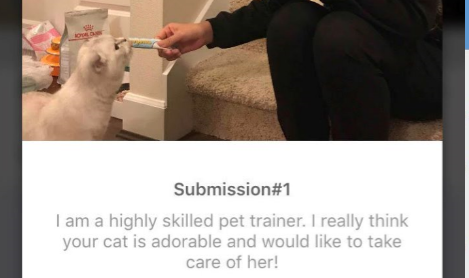 ROYAL CANIN
Submission#1
I am a highly skilled pet trainer. I really think
your cat is adorable and would like to take
care of her!